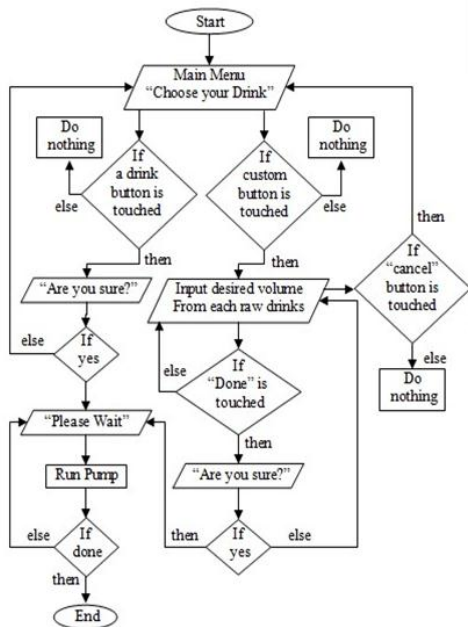 Start
Main Menu
“Choose your Drink”
Do
nothing
If
a drink
button is
touched
else
then
If
custom
button is
touched
else
then
Do
nothing
then
If
“cancel”
button is
touched
else
Do
nothing
“Are you sure?”
Input desired volume
From each raw drinks
else
If
yes
else
If
“Done” is
touched
then
“Please Wait”
“Are you sure?”
Run Pump
else
If
done
then
then
If
yes
else
End